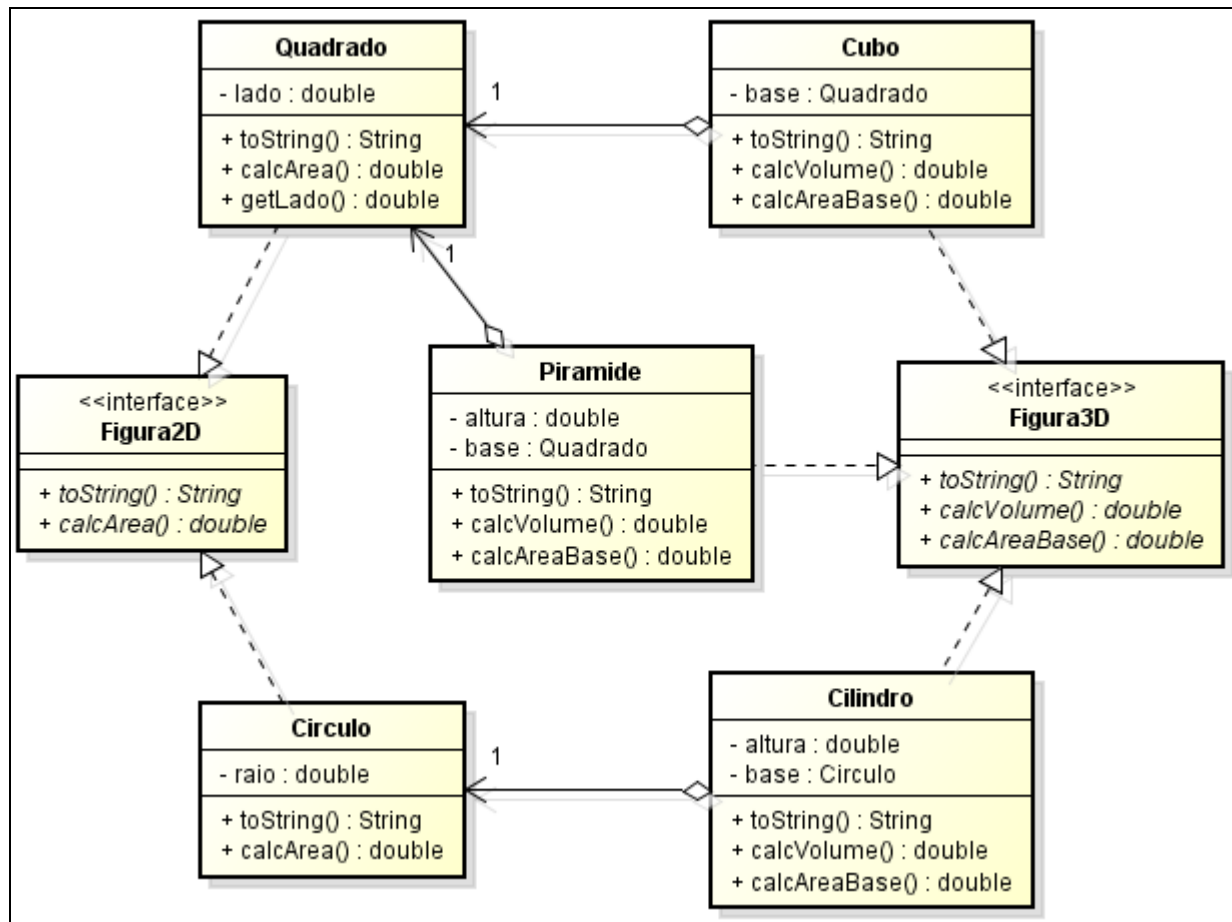 Quadrado
- lado : double
+ toString() : String
+ calcArea() : double
+ getLado() : double
1
Cubo
- base : Quadrado
+ toString() : String
+ calcVolume() : double
+ calcAreaBase() : double
1
<<interface>>
Figura2D
+ toString() : String
+ calcArea() : double
Piramide
- altura : double
- base : Quadrado
+ toString() : String
+ calcVolume() : double
+ calcAreaBase() : double
<<interface>>
Figura3D
+ toString() : String
+ calcVolume() : double
+ calcAreaBase() : double
Circulo
- raio : double
+ toString() : String
+ calcArea() : double
1
Cilindro
- altura : double
- base : Circulo
+ toString() : String
+ calcVolume() : double
+ calcAreaBase() : double